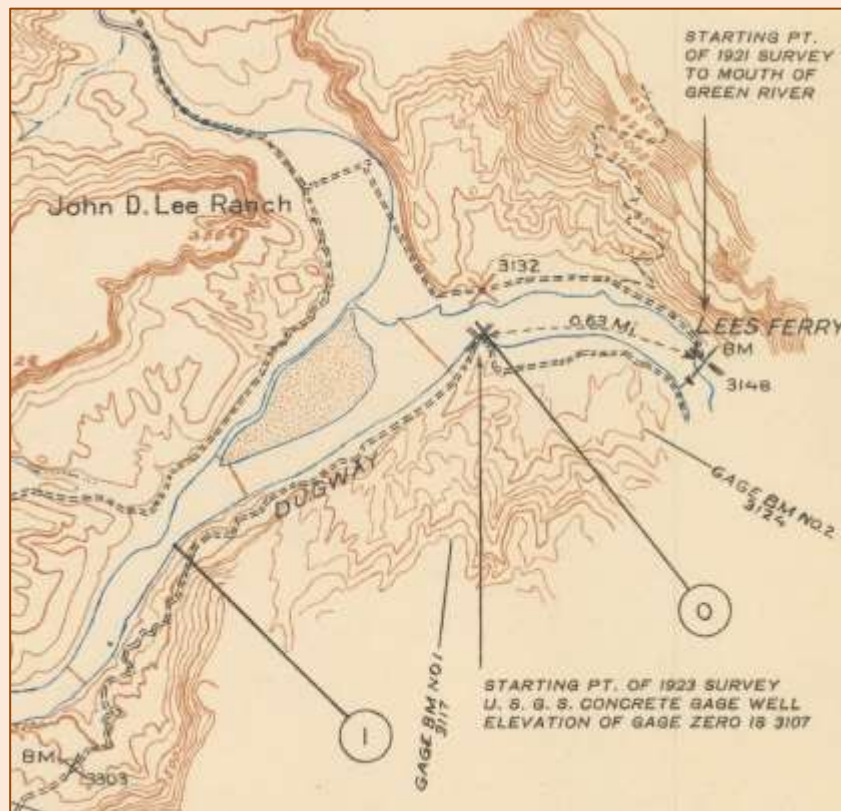 STARTING PT.
OF 1921 SURVEY
TO MOUTH OF
GREEN RIVER
John D. Lee Ranch
3132
0.63 Mi.
LEES FERRY
BM
3148
DUGWAY
GAGE BM NO.2
3124
0
GAGE BM NO.1
3117
STARTING PT. OF 1923 SURVEY
U. S. G. S. CONCRETE GAGE WELL
ELEVATION OF GAGE ZERO IS 3107
1
BM
3303